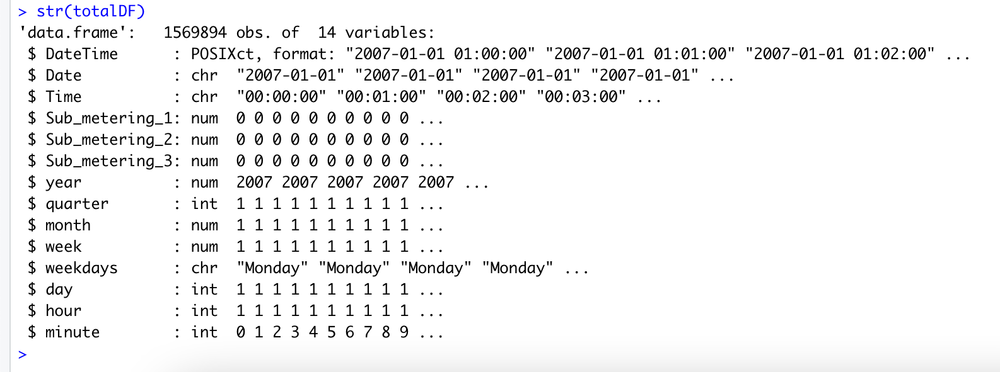 > str(totalDF)
'data.frame':   1569894 obs. of  14 variables:
 $ DateTime      : POSIXct, format: "2007-01-01 01:00:00" "2007-01-01 01:01:00" "2007-01-01 01:02:00" ...
 $ Date          : chr  "2007-01-01" "2007-01-01" "2007-01-01" "2007-01-01" ...
 $ Time          : chr  "00:00:00" "00:01:00" "00:02:00" "00:03:00" ...
 $ Sub_metering_1: num  0 0 0 0 0 0 0 0 0 0 ...
 $ Sub_metering_2: num  0 0 0 0 0 0 0 0 0 0 ...
 $ Sub_metering_3: num  0 0 0 0 0 0 0 0 0 0 ...
 $ year          : num  2007 2007 2007 2007 2007 ...
 $ quarter       : int  1 1 1 1 1 1 1 1 1 1 ...
 $ month         : num  1 1 1 1 1 1 1 1 1 1 ...
 $ week          : num  1 1 1 1 1 1 1 1 1 1 ...
 $ weekdays      : chr  "Monday" "Monday" "Monday" "Monday" ...
 $ day           : int  1 1 1 1 1 1 1 1 1 1 ...
 $ hour          : int  1 1 1 1 1 1 1 1 1 1 ...
 $ minute        : int  0 1 2 3 4 5 6 7 8 9 ...
>